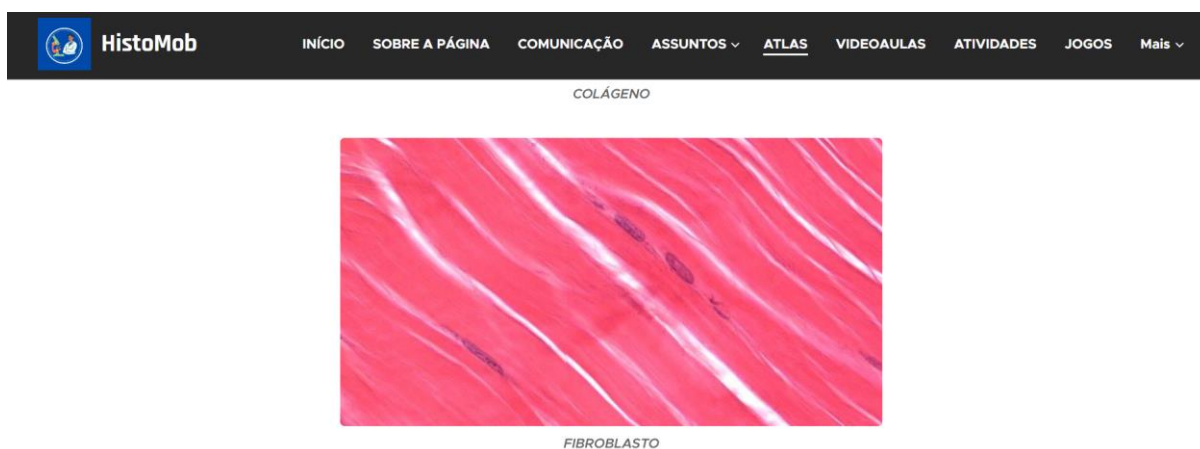 HistoMob INÍCIO SOBRE A PÁGINA COMUNICAÇÃO ASSUNTOS ATLAS VIDEOAULAS ATIVIDADES JOGOS Mais
COLÁGENO
FIBROBLASTO